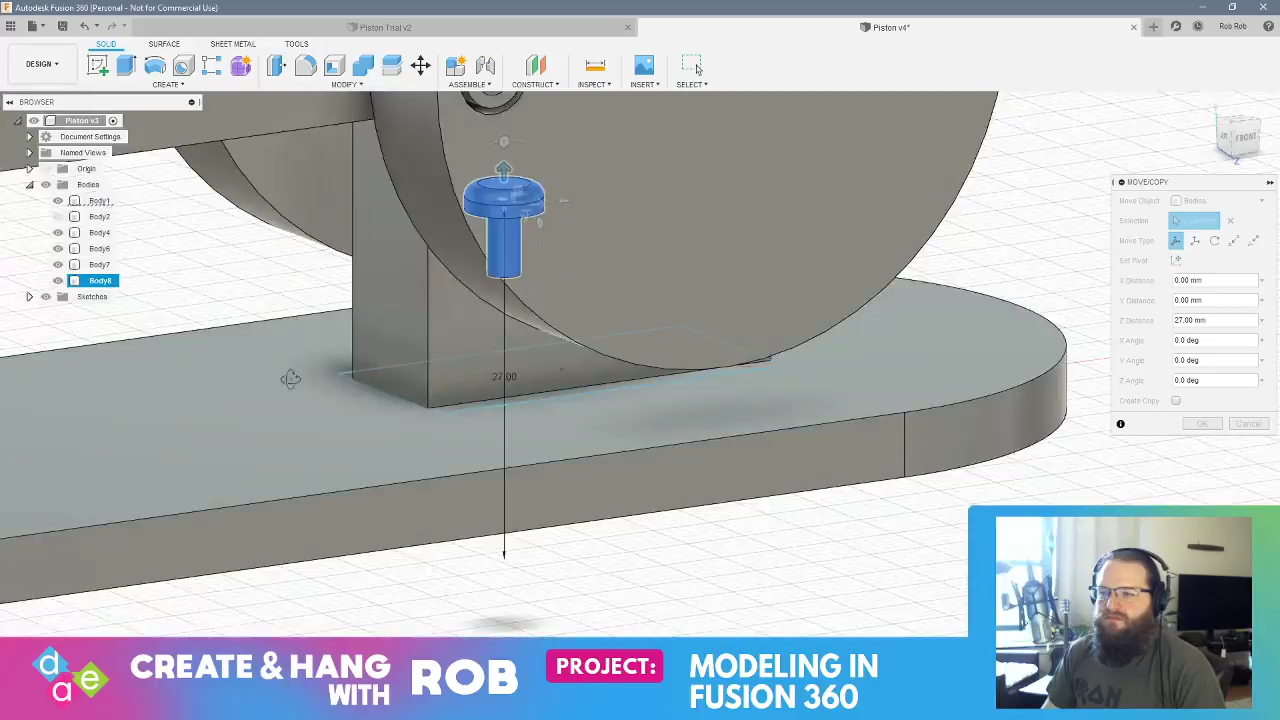 Autodesk Fusion 360 (Personal - Not for Commercial Use)
Piston Trial v2
Piston v4*
Rob Rob
DESIGN
SOLID SURFACE SHEET METAL TOOLS
CREATE MODIFY ASSEMBLE CONSTRUCT INSPECT INSERT SELECT
BROWSER
Piston v3
Document Settings
Named Views
Origin
Bodies
Body1
Body2
Body4
Body6
Body7
Body8
Sketches
27.00
FRONT
MOVE/COPY
Move Object Bodies
Selection
Move Type
Set Pivot
X Distance 0.00 mm
Y Distance 0.00 mm
Z Distance 27.00 mm
X Angle 0.0 deg
Y Angle 0.0 deg
Z Angle 0.0 deg
Create Copy
OK Cancel
d
a e
CREATE & HANG
WITH
ROB
PROJECT:
MODELING IN
FUSION 360